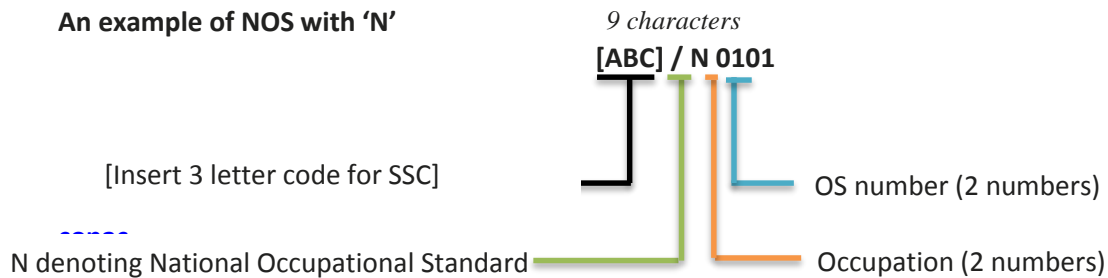 An example of NOS with ‘N’
9 characters
[ABC] / N 0101
[Insert 3 letter code for SSC]
OS number (2 numbers)
N denoting National Occupational Standard
Occupation (2 numbers)